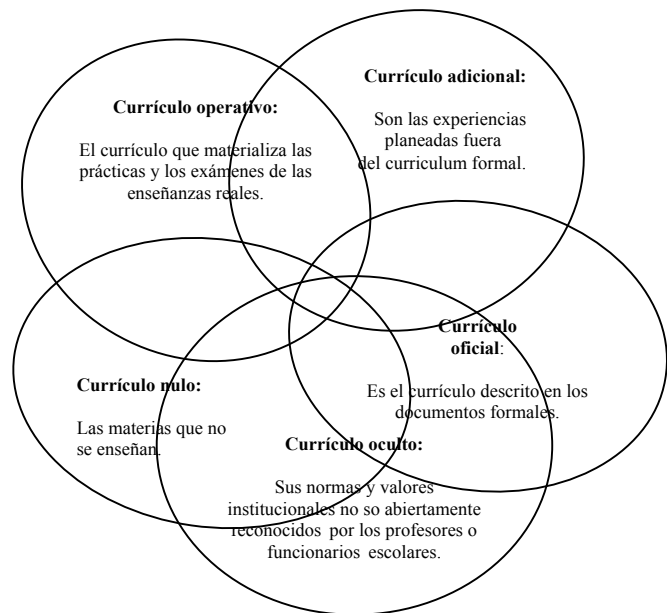 Currículo adicional:
Son las experiencias
planeadas fuera
del curriculum formal.
Currículo operativo:
El currículo que materializa las
prácticas y los exámenes de las
enseñanzas reales.
Currículo
oficial:
Es el currículo descrito en los
documentos formales.
Currículo nulo:
Las materias que no
se enseñan.
Currículo oculto:
Sus normas y valores
institucionales no so abiertamente
reconocidos por los profesores o
funcionarios escolares.